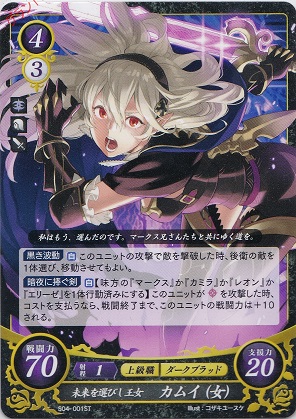 4
3
私はもう、選んだのです。マークス兄さんたちと共にゆく道を。
黒き波動 自 このユニットの攻撃で敵を撃破した時、後衛の敵を
1体選び、移動させてもよい。
暗夜に捧ぐ剣 自 【味方の『マークス』か『カミラ』か『レオン』か
『エリーゼ』を1体行動済みにする】このユニットが の攻撃時、
コストを支払うなら、戦闘終了まで、このユニットの戦闘力は+10
される。
戦闘力
70
射程
1
上級職
ダークブラッド
支援力
20
未来を選びし王女 カムイ(女)
S04-001ST
Illust:コザキユースケ